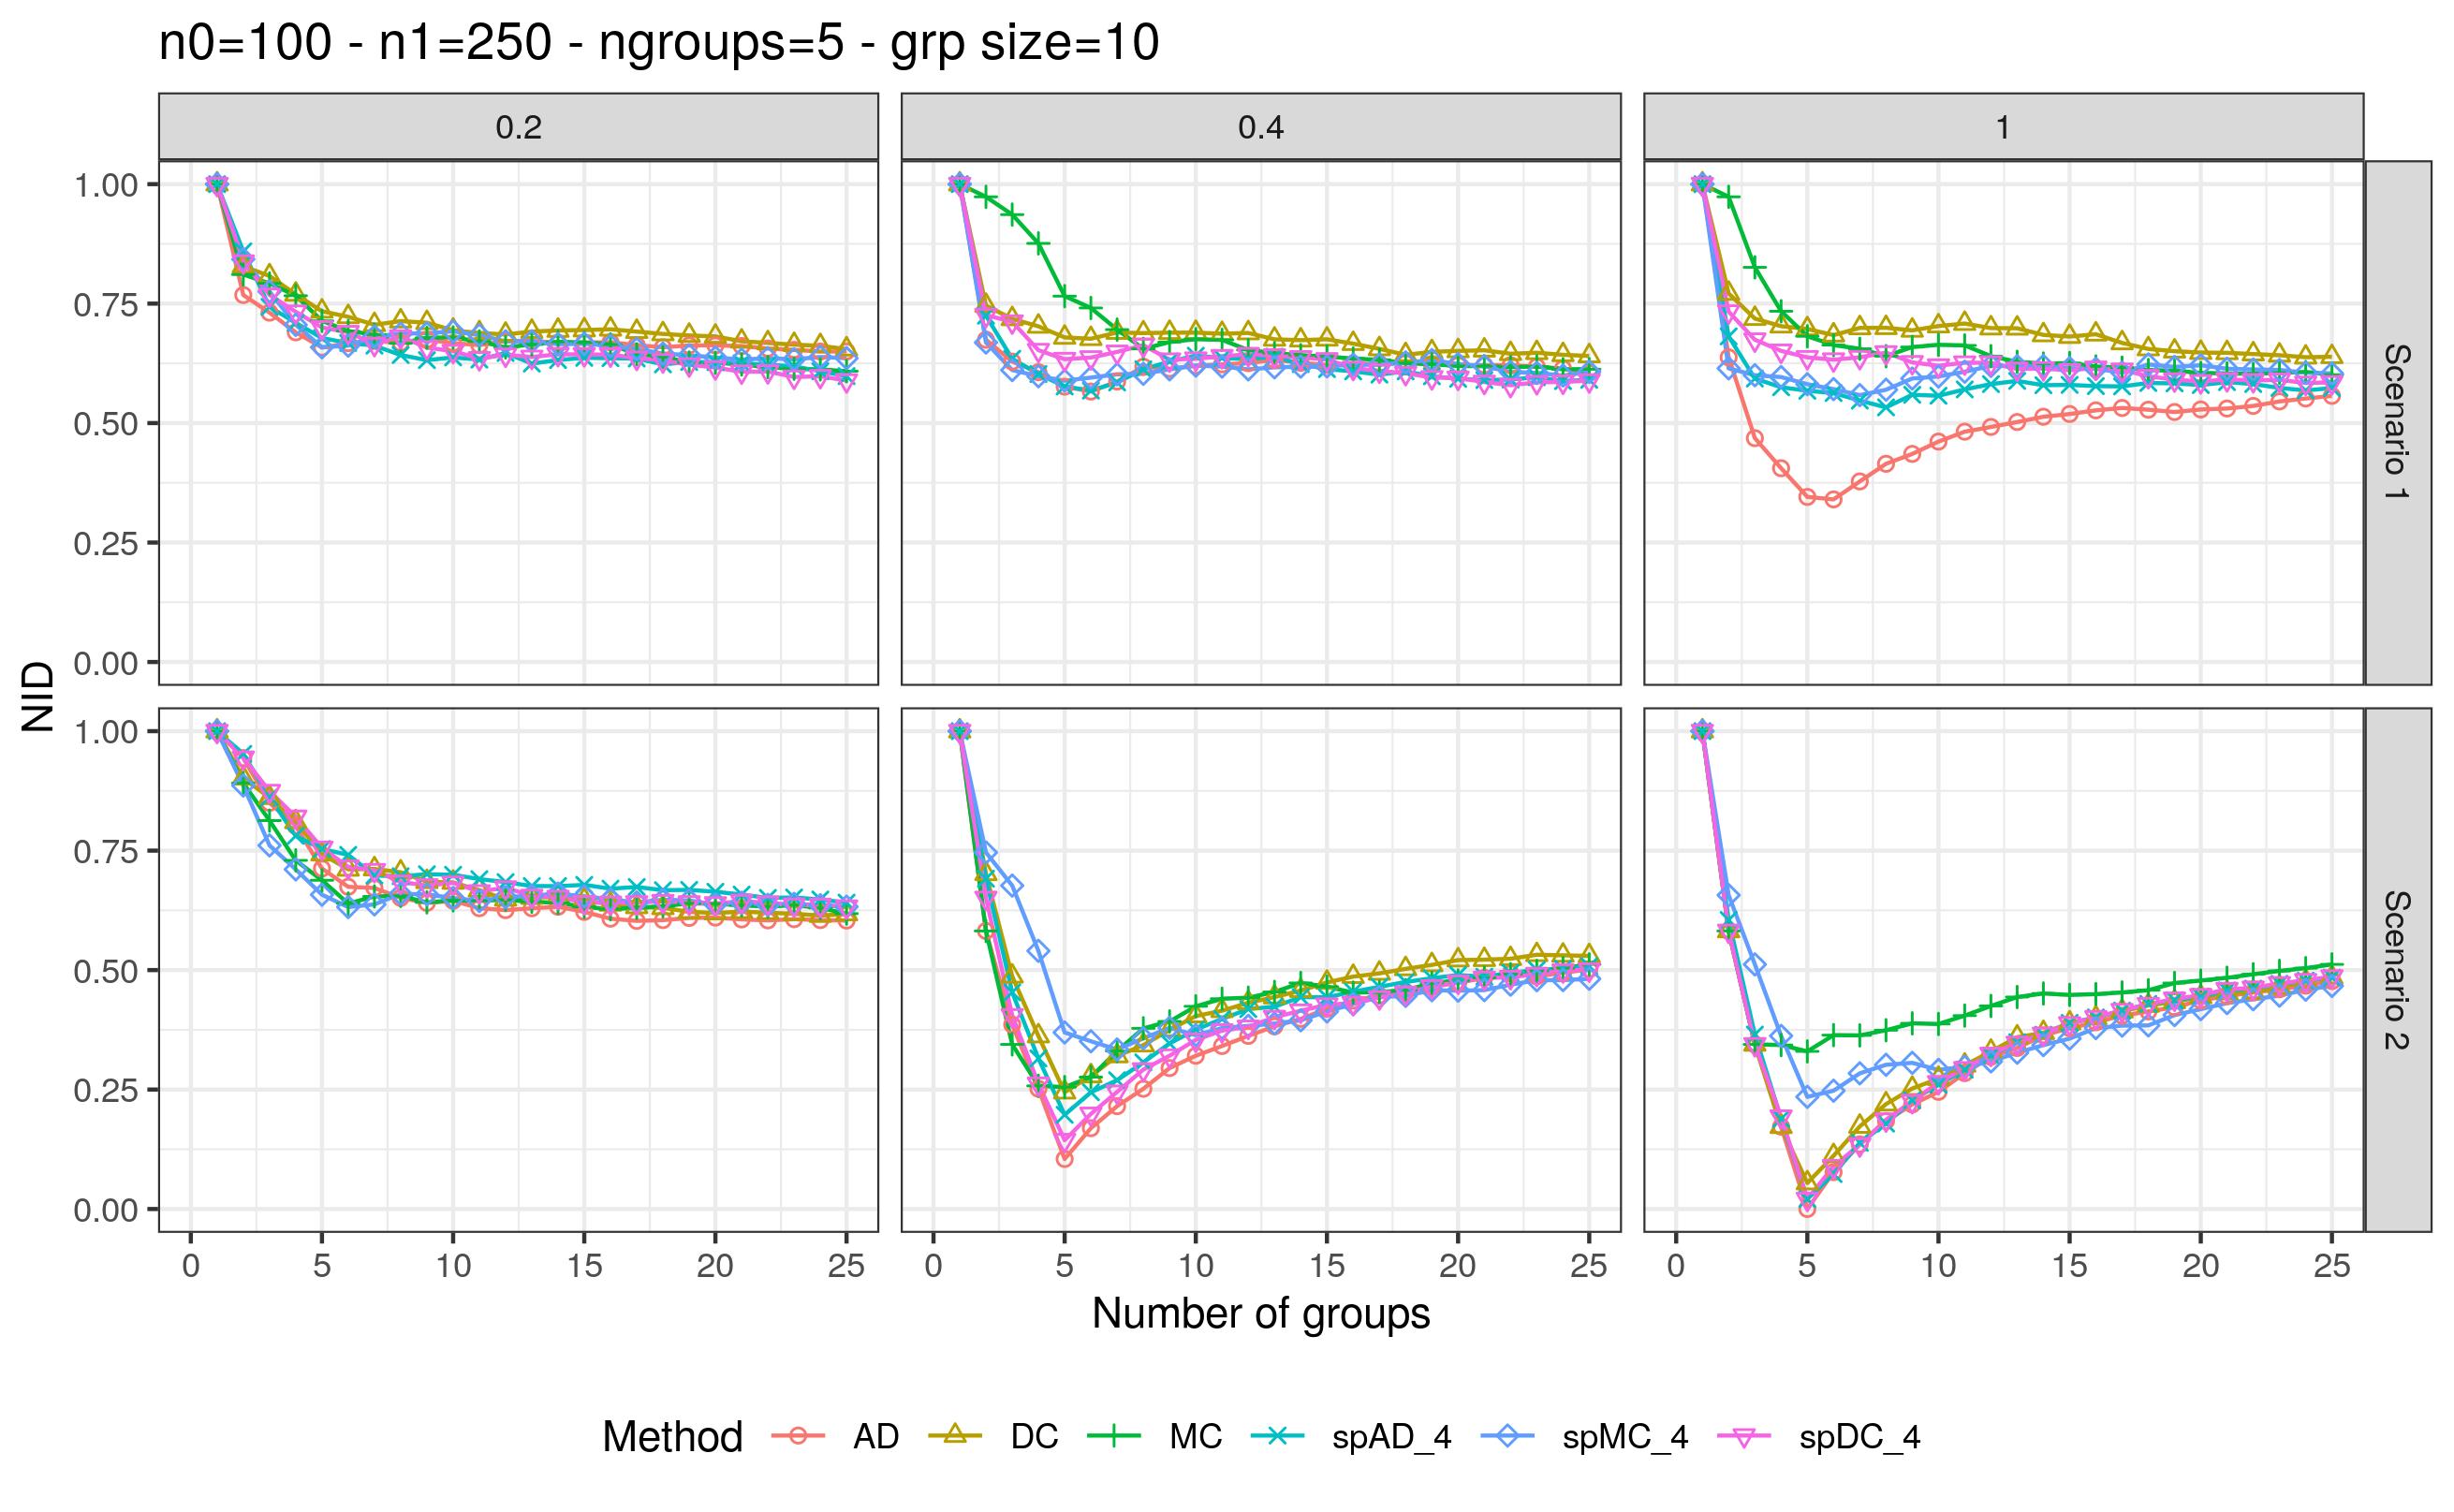 n0=100 - n1=250 - ngroups=5 - grp size=10
0.2 0.4 1
1.00
0.75
0.50
0.25
0.00
Scenario 1
NID
1.00
0.75
0.50
0.25
0.00
Scenario 2
0 5 10 15 20 25 0 5 10 15 20 25 0 5 10 15 20 25
Number of groups
Method AD DC MC spAD_4 spMC_4 spDC_4